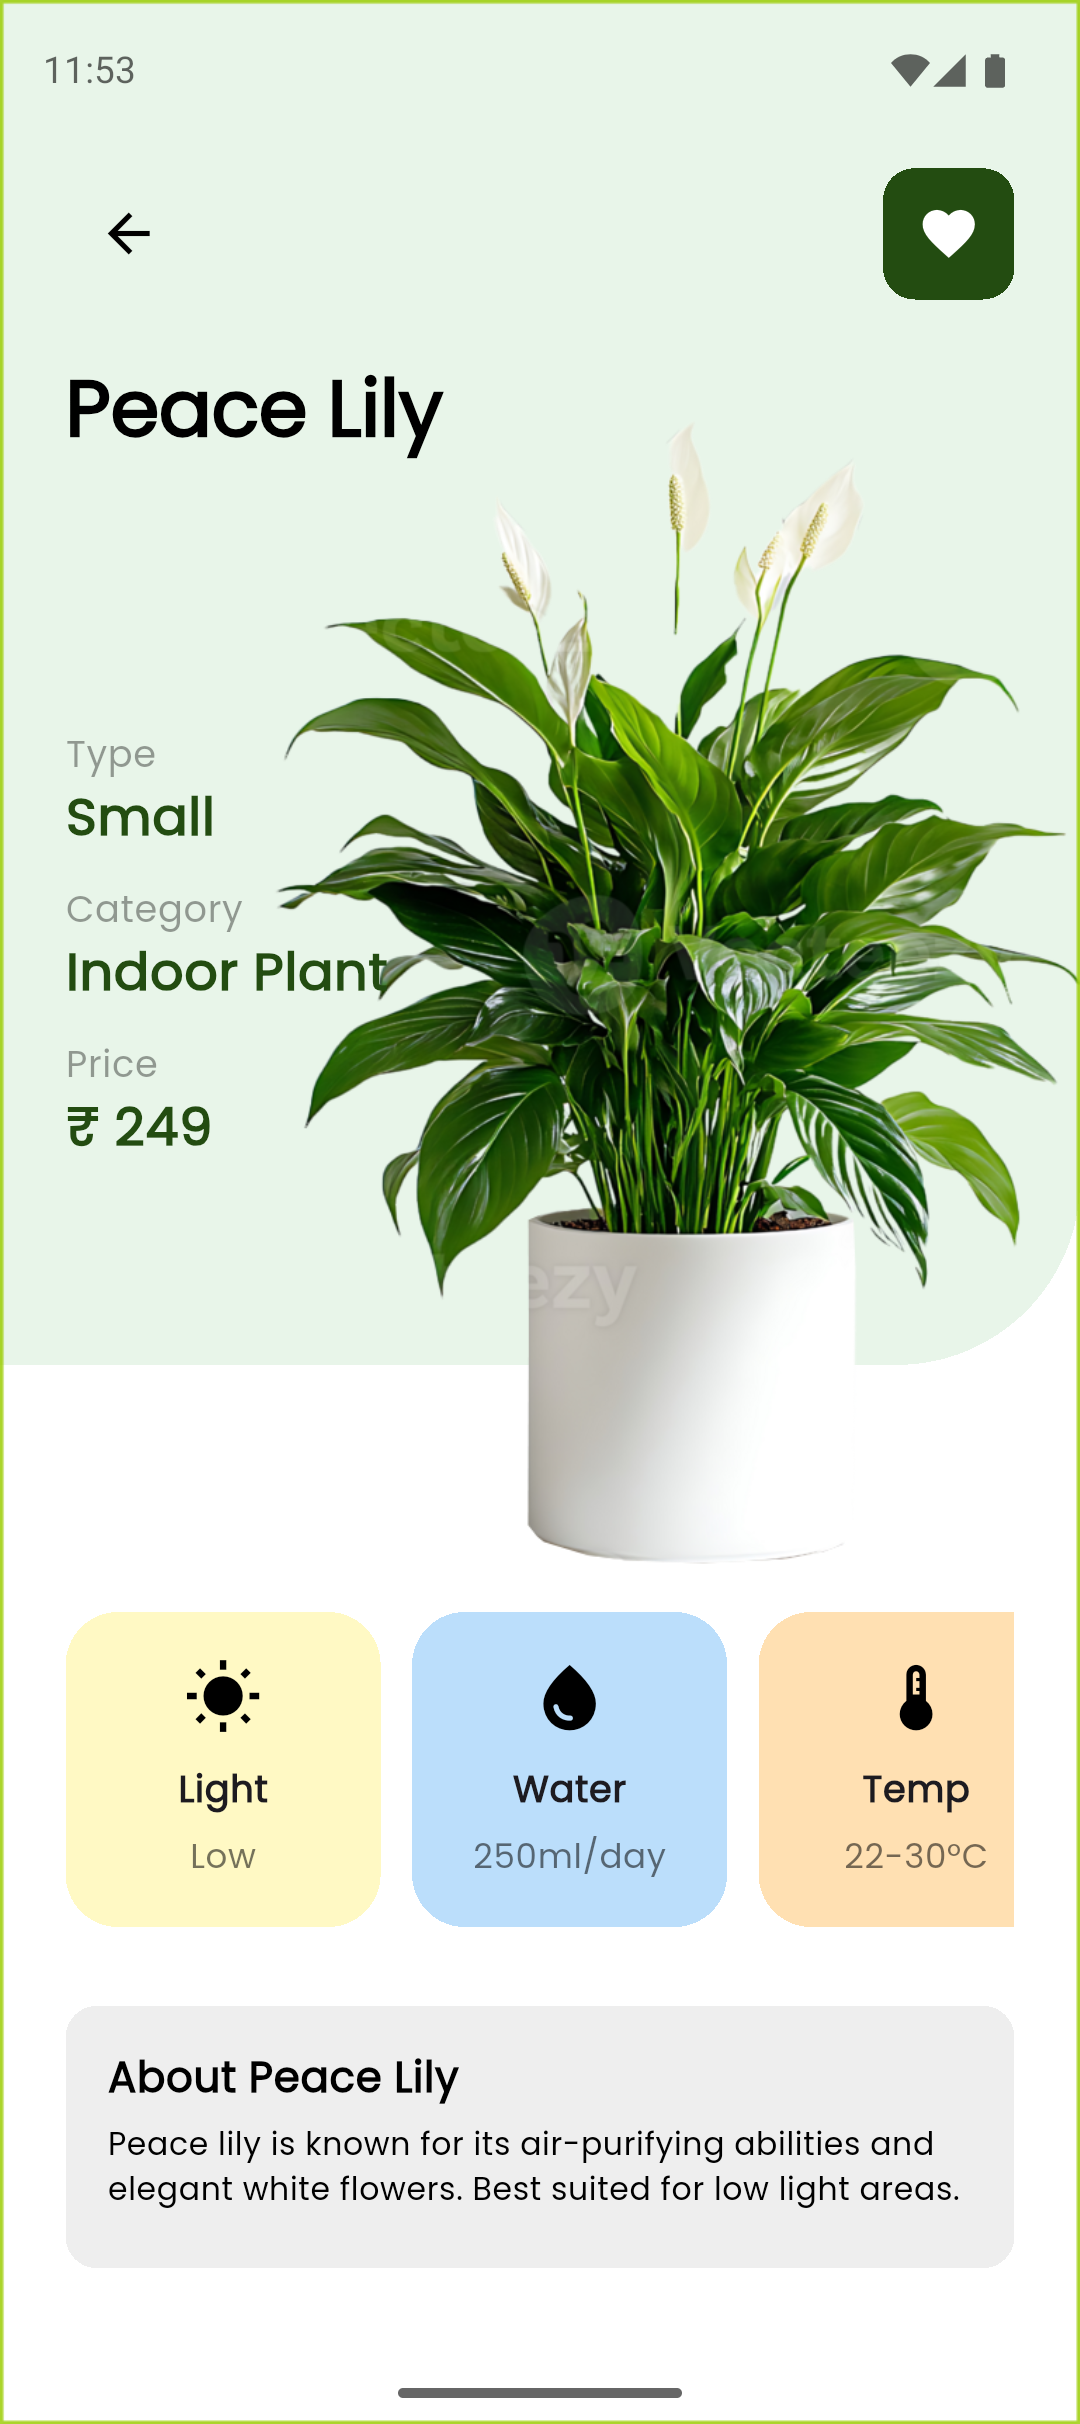 11:53
Peace Lily
Type
Small
Category
Indoor Plant
Price
₹ 249
ezy
Light
Low
Water
250ml/day
Temp
22-30°C
About Peace Lily
Peace lily is known for its air-purifying abilities and
elegant white flowers. Best suited for low light areas.